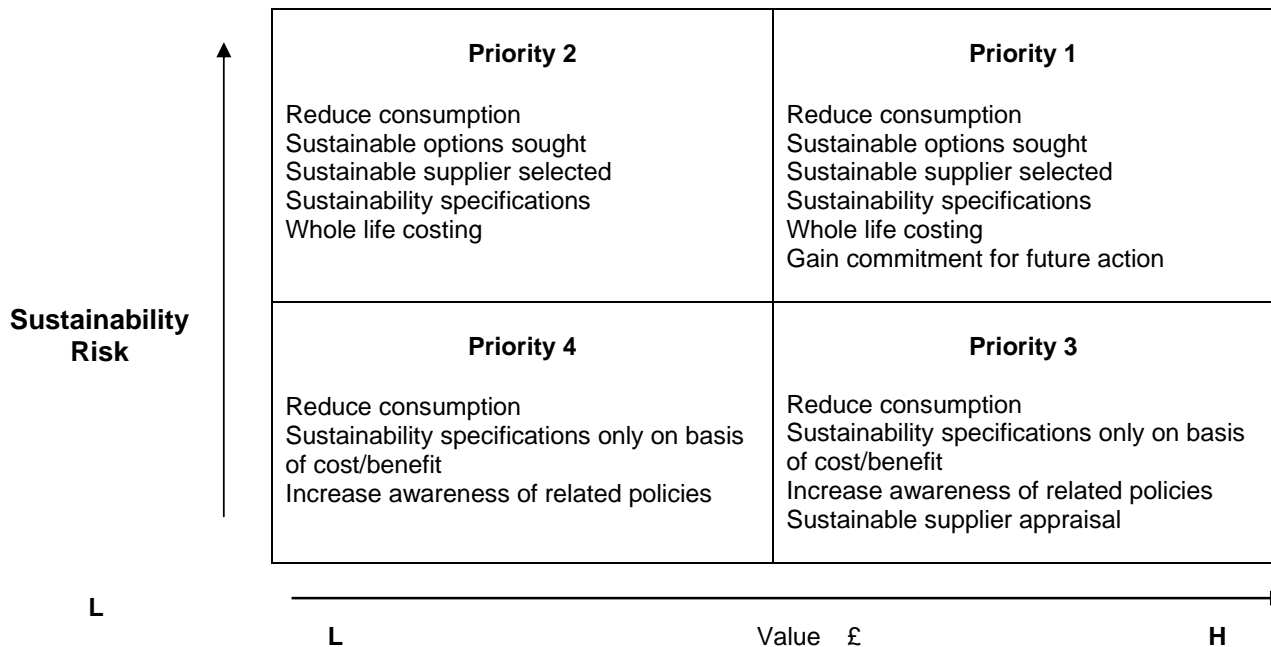 Priority 2
Reduce consumption
Sustainable options sought
Sustainable supplier selected
Sustainability specifications
Whole life costing
Priority 1
Reduce consumption
Sustainable options sought
Sustainable supplier selected
Sustainability specifications
Whole life costing
Gain commitment for future action
Sustainability
Risk
Priority 4
Reduce consumption
Sustainability specifications only on basis
of cost/benefit
Increase awareness of related policies
Priority 3
Reduce consumption
Sustainability specifications only on basis
of cost/benefit
Increase awareness of related policies
Sustainable supplier appraisal
L
L Value £ H